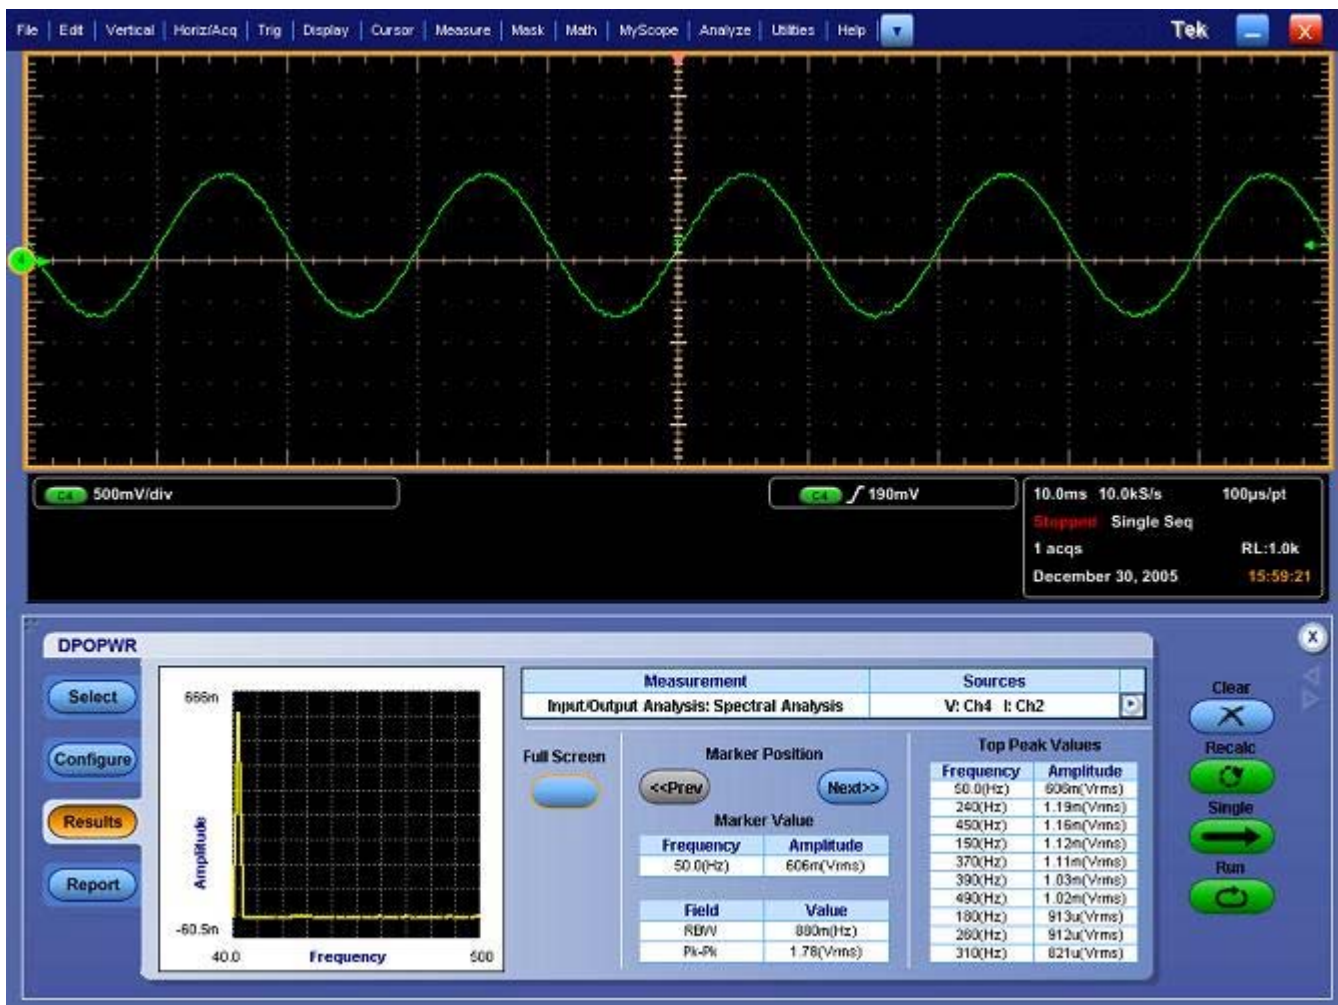 File | Edit | Vertical | Horiz/Acq | Trig | Display | Cursor | Measure | Mask | Math | MyScope | Analyze | Utilities | Help
Tek
X
4
C4 500mV/div
C4 190mV
10.0ms 10.0kS/s 100µs/pt
Stopped Single Seq
1 acqs RL:1.0k
December 30, 2005 15:59:21
DPOPWR
X
Select
Configure
Results
Report
666m
Amplitude
-60.5m
40.0 Frequency 500
Measurement Sources
Input/Output Analysis: Spectral Analysis V: Ch4 I: Ch2
Full Screen
Marker Position
<<Prev Next>>
Marker Value
Frequency Amplitude
50.0(Hz) 606m(Vrms)
Field Value
RBW 880m(Hz)
Pk-Pk 1.78(Vrms)
Top Peak Values
Frequency Amplitude
50.0(Hz) 606m(Vrms)
240(Hz) 1.19m(Vrms)
450(Hz) 1.16m(Vrms)
150(Hz) 1.12m(Vrms)
370(Hz) 1.11m(Vrms)
390(Hz) 1.03m(Vrms)
490(Hz) 1.02m(Vrms)
180(Hz) 913u(Vrms)
260(Hz) 912u(Vrms)
310(Hz) 821u(Vrms)
Clear
Recalc
Single
Run